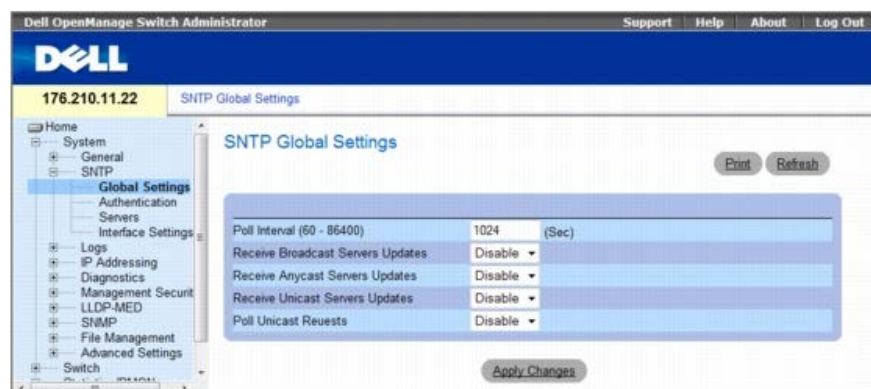 Dell OpenManage Switch Administrator Support Help About Log Out
DELL
176.210.11.22 SNTP Global Settings
Home
System
General
SNTP
Global Settings
Authentication
Servers
Interface Settings
Logs
IP Addressing
Diagnostics
Management Securit
LLDP-MED
SNMP
File Management
Advanced Settings
Switch
SNTP Global Settings
Print Refresh
Poll Interval (60 - 86400) 1024 (Sec)
Receive Broadcast Servers Updates Disable
Receive Anycast Servers Updates Disable
Receive Unicast Servers Updates Disable
Poll Unicast Reuests Disable
Apply Changes